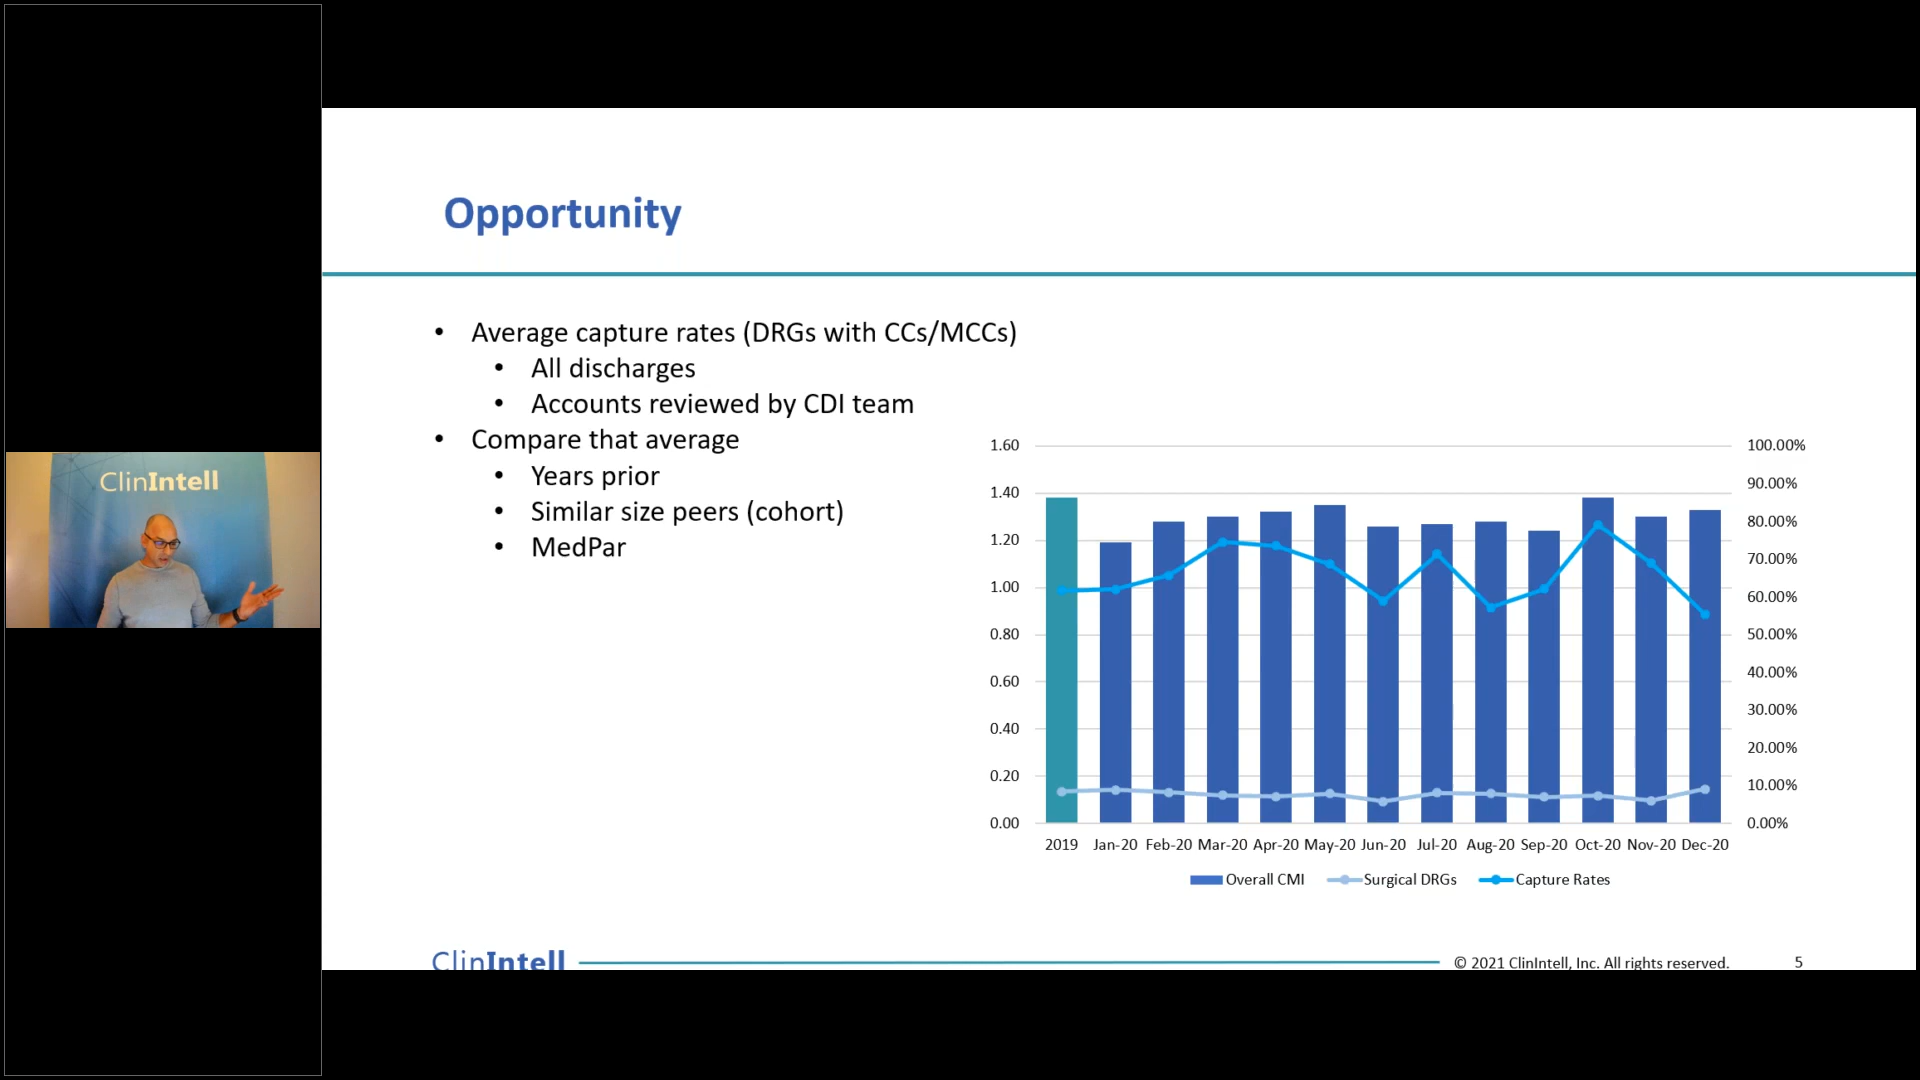 ClinIntell
Opportunity
• Average capture rates (DRGs with CCs/MCCs)
• All discharges
• Accounts reviewed by CDI team
• Compare that average
• Years prior
• Similar size peers (cohort)
• MedPar
1.60
1.40
1.20
1.00
0.80
0.60
0.40
0.20
0.00
100.00%
90.00%
80.00%
70.00%
60.00%
50.00%
40.00%
30.00%
20.00%
10.00%
0.00%
2019 Jan-20 Feb-20 Mar-20 Apr-20 May-20 Jun-20 Jul-20 Aug-20 Sep-20 Oct-20 Nov-20 Dec-20
Overall CMI Surgical DRGs Capture Rates
ClinIntell © 2021 ClinIntell, Inc. All rights reserved. 5